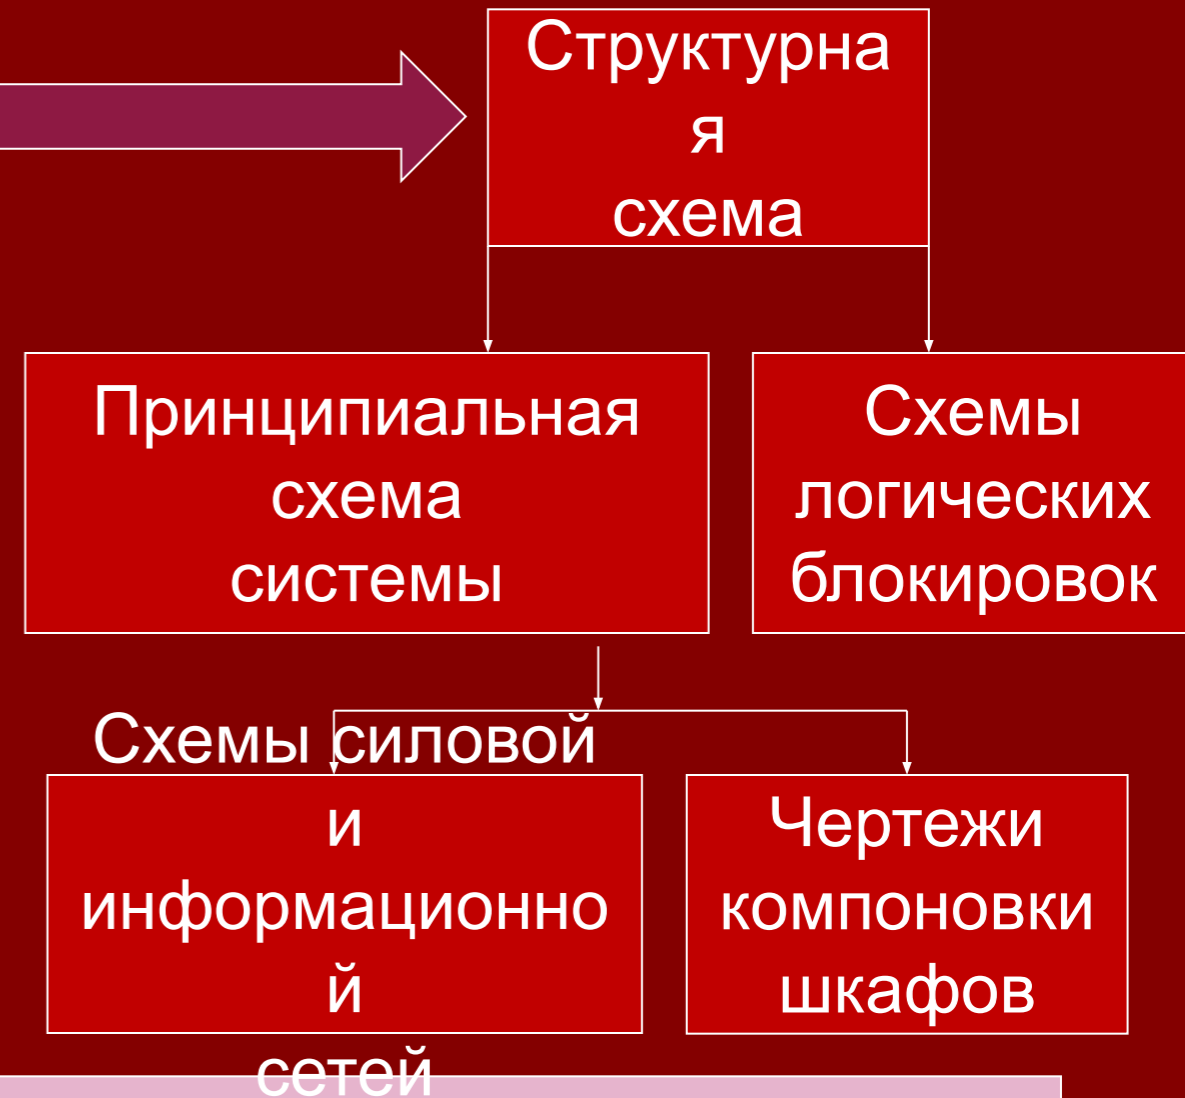 Структурна
я
схема
Принципиальная
схема
системы
Схемы
логических
блокировок
Схемы силовой
и
информационно
й
сетей
Чертежи
компоновки
шкафов